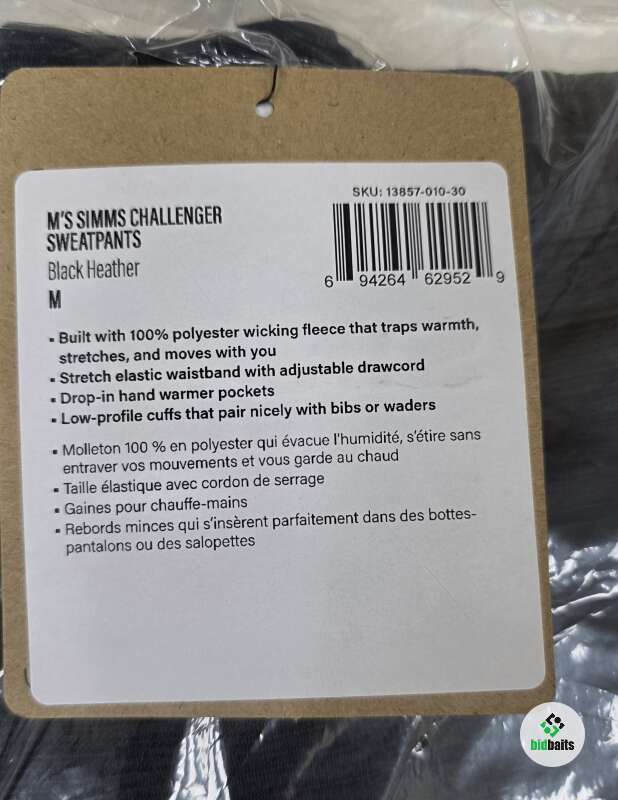 SKU: 13857-010-30
M'S SIMMS CHALLENGER
SWEATPANTS
Black Heather
M
6 94264 62952 9
▪ Built with 100% polyester wicking fleece that traps warmth,
stretches, and moves with you
▪ Stretch elastic waistband with adjustable drawcord
▪ Drop-in hand warmer pockets
▪ Low-profile cuffs that pair nicely with bibs or waders
▪ Molleton 100 % en polyester qui évacue l'humidité, s'étire sans
entraver vos mouvements et vous garde au chaud
▪ Taille élastique avec cordon de serrage
▪ Gaines pour chauffe-mains
▪ Rebords minces qui s'insèrent parfaitement dans des bottes-
pantalons ou des salopettes
bidbaits